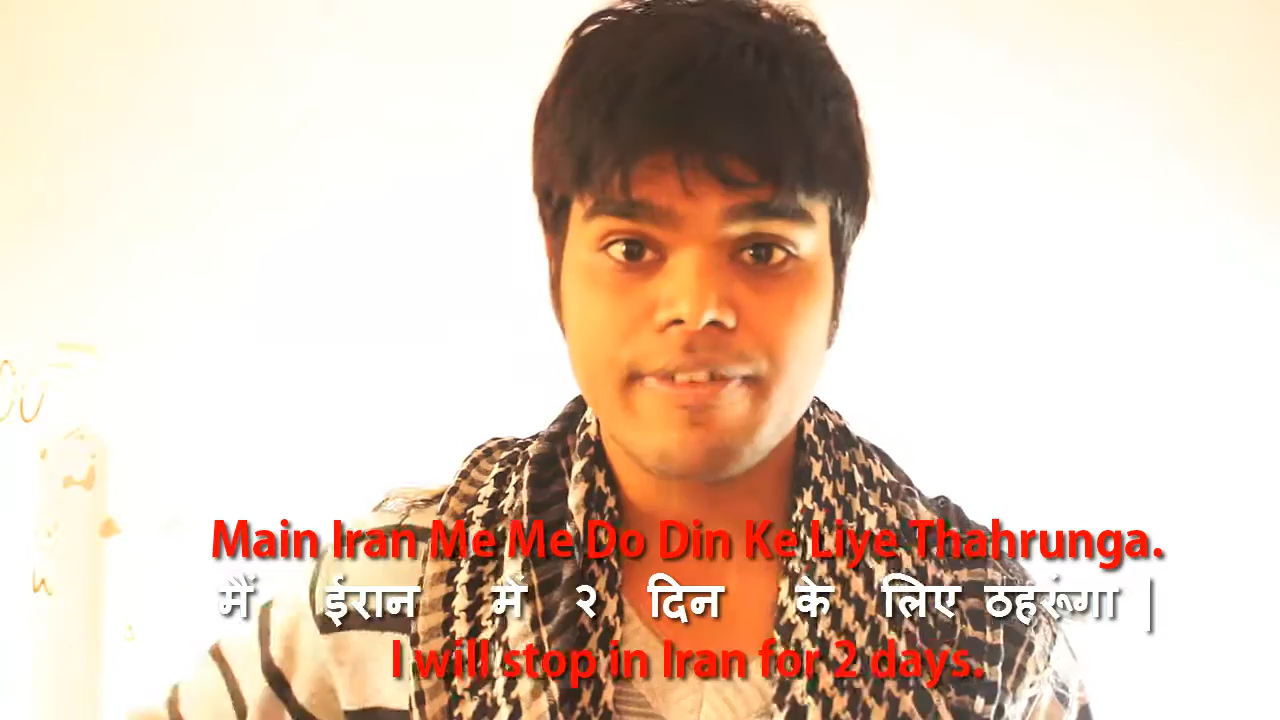 Main Iran Me Me Do Din Ke Liye Thahrunga.
मैं ईरान में २ दिन के लिए ठहरूंगा |
I will stop in Iran for 2 days.